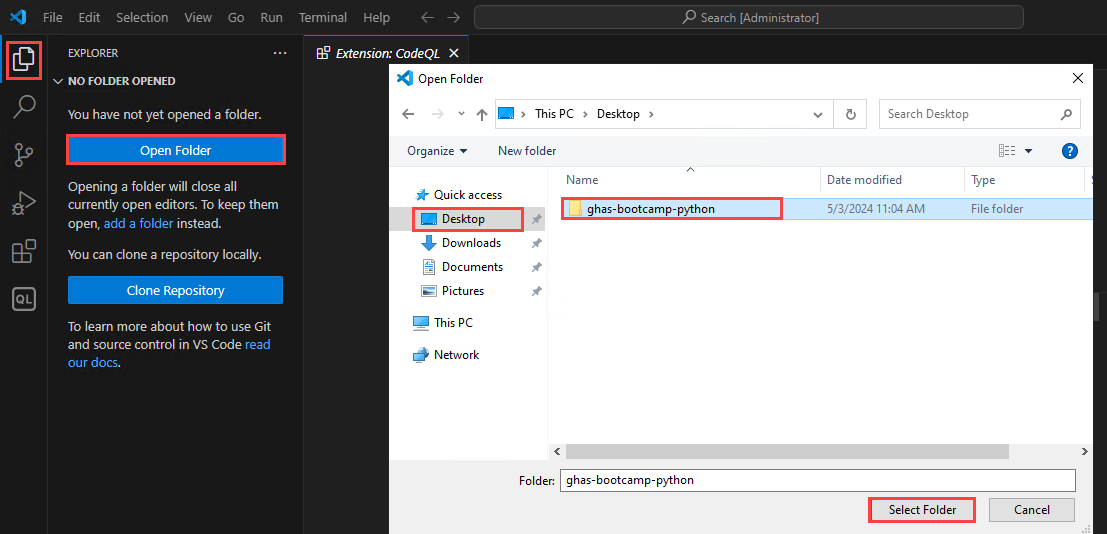 File Edit Selection View Go Run Terminal Help
Search [Administrator]
EXPLORER
NO FOLDER OPENED
You have not yet opened a folder.
Open Folder
Opening a folder will close all
currently open editors. To keep them
open, add a folder instead.
You can clone a repository locally.
Clone Repository
To learn more about how to use Git
and source control in VS Code read
our docs.
QL
Extension: CodeQL
Open Folder
This PC > Desktop >
Search Desktop
Organize
New folder
Quick access
Desktop
Downloads
Documents
Pictures
This PC
Network
Name Date modified Type
ghas-bootcamp-python 5/3/2024 11:04 AM File folder
Folder: ghas-bootcamp-python
Select Folder
Cancel